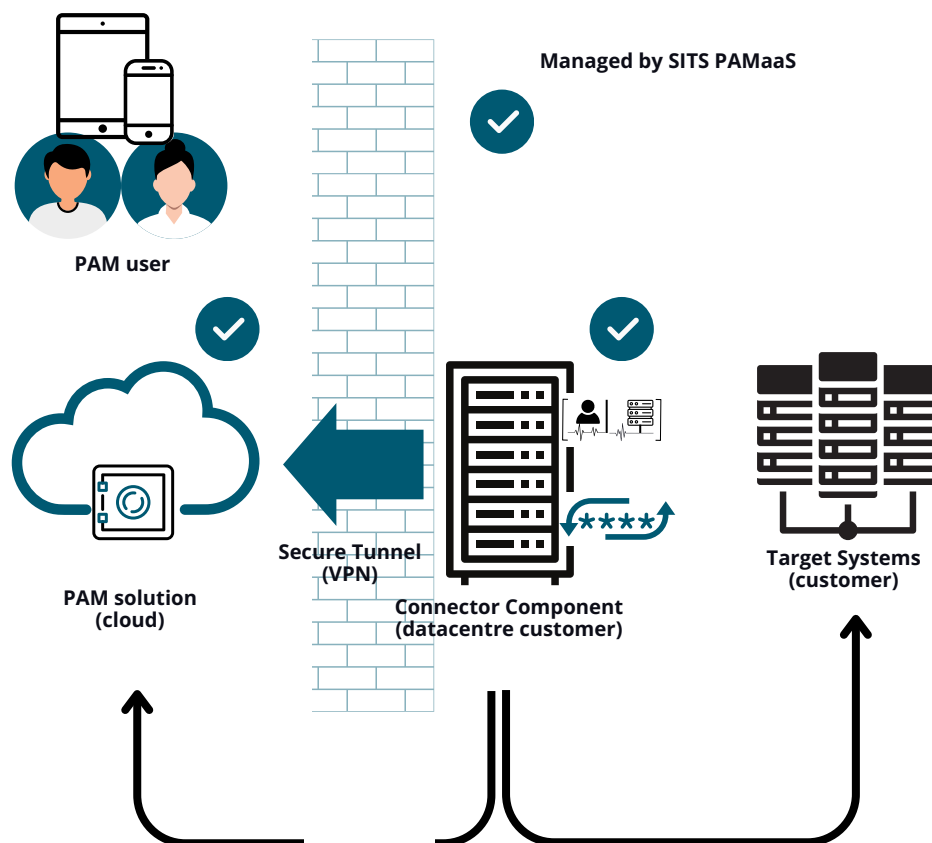 Managed by SITS PAMaaS
PAM user
Secure Tunnel
(VPN)
PAM solution
(cloud)
****
Connector Component
(datacentre customer)
Target Systems
(customer)